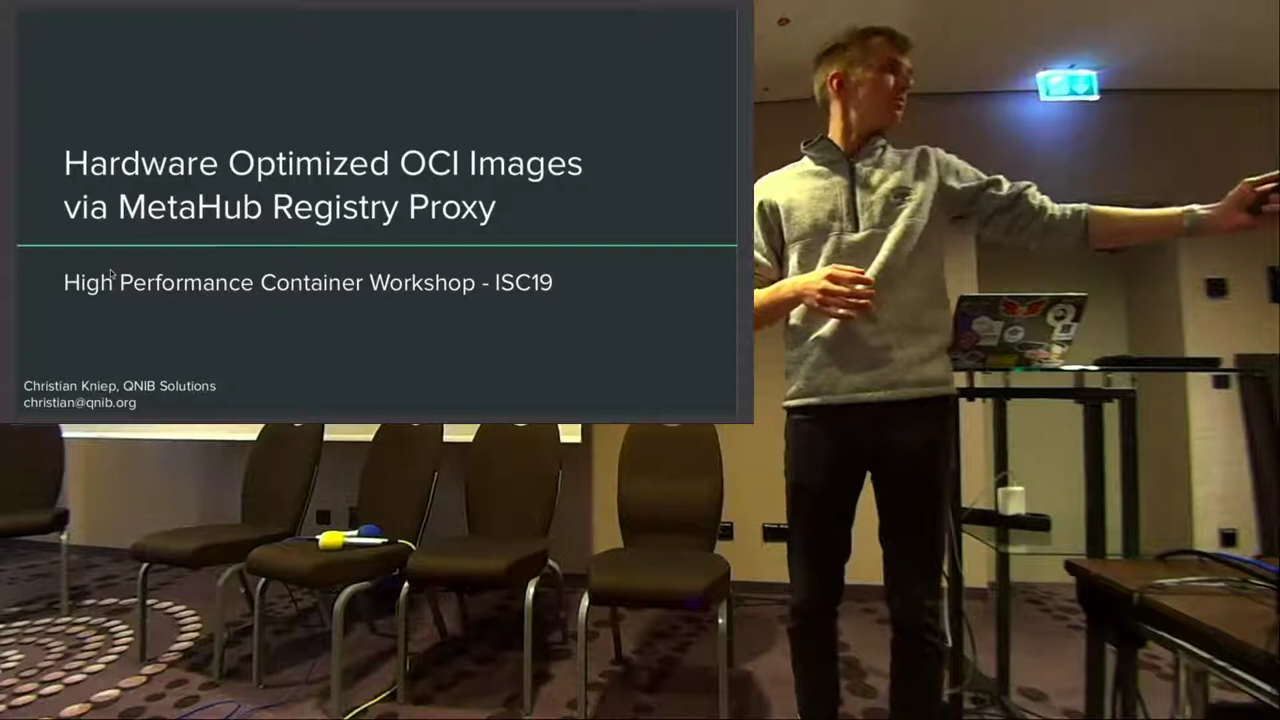 Hardware Optimized OCI Images
via MetaHub Registry Proxy
High Performance Container Workshop - ISC19
Christian Kniep, QNIB Solutions
christian@qnib.org